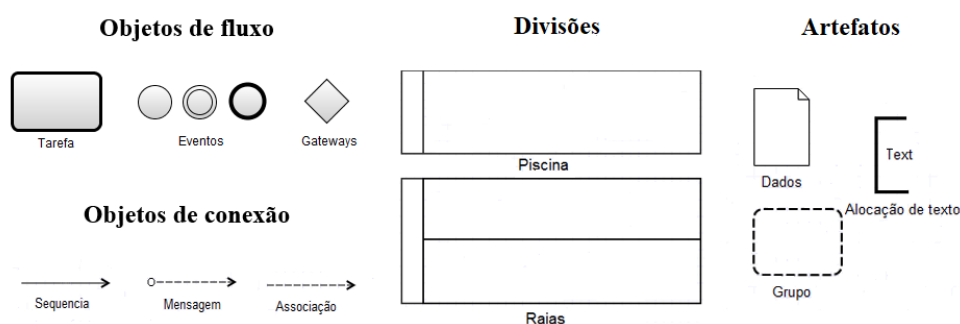 Objetos de fluxo
Tarefa
Eventos
Gateways
Objetos de conexão
Sequencia
Mensagem
Associação
Divisões
Piscina
Raias
Artefatos
Dados
Text
Alocação de texto
Grupo